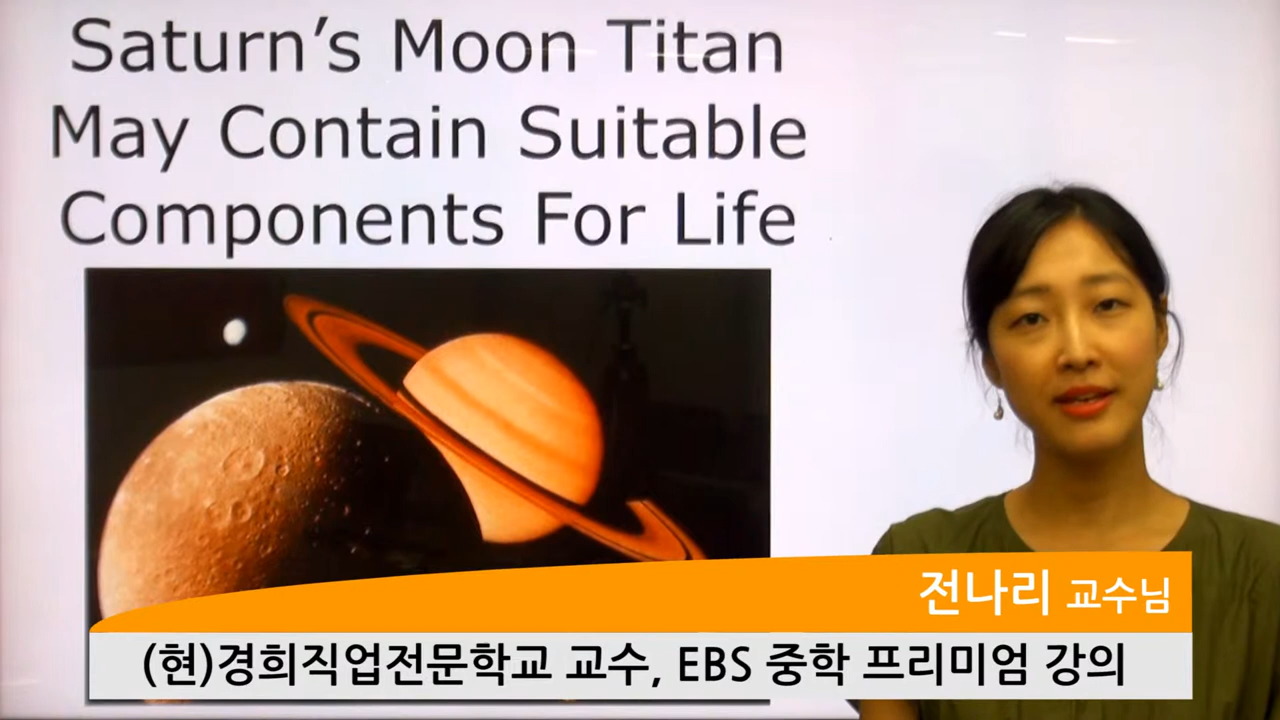 Saturn's Moon Titan
May Contain Suitable
Components For Life
전나리 교수님
(현)경희직업전문학교 교수, EBS 중학 프리미엄 강의